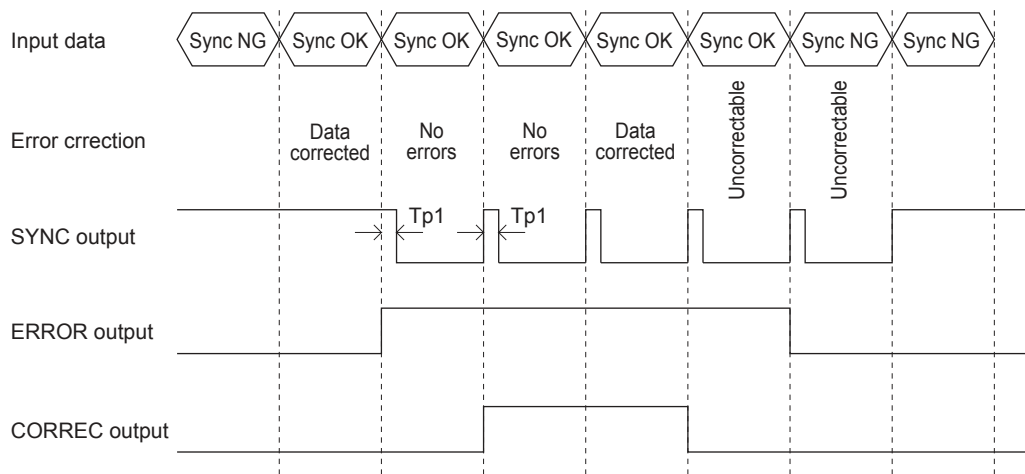 Input data
Sync NG Sync OK Sync OK Sync OK Sync OK Sync OK Sync NG Sync NG
Error crrection
Data
corrected
No
errors
No
errors
Data
corrected
Uncorrectable
Uncorrectable
SYNC output
Tp1
Tp1
ERROR output
CORREC output